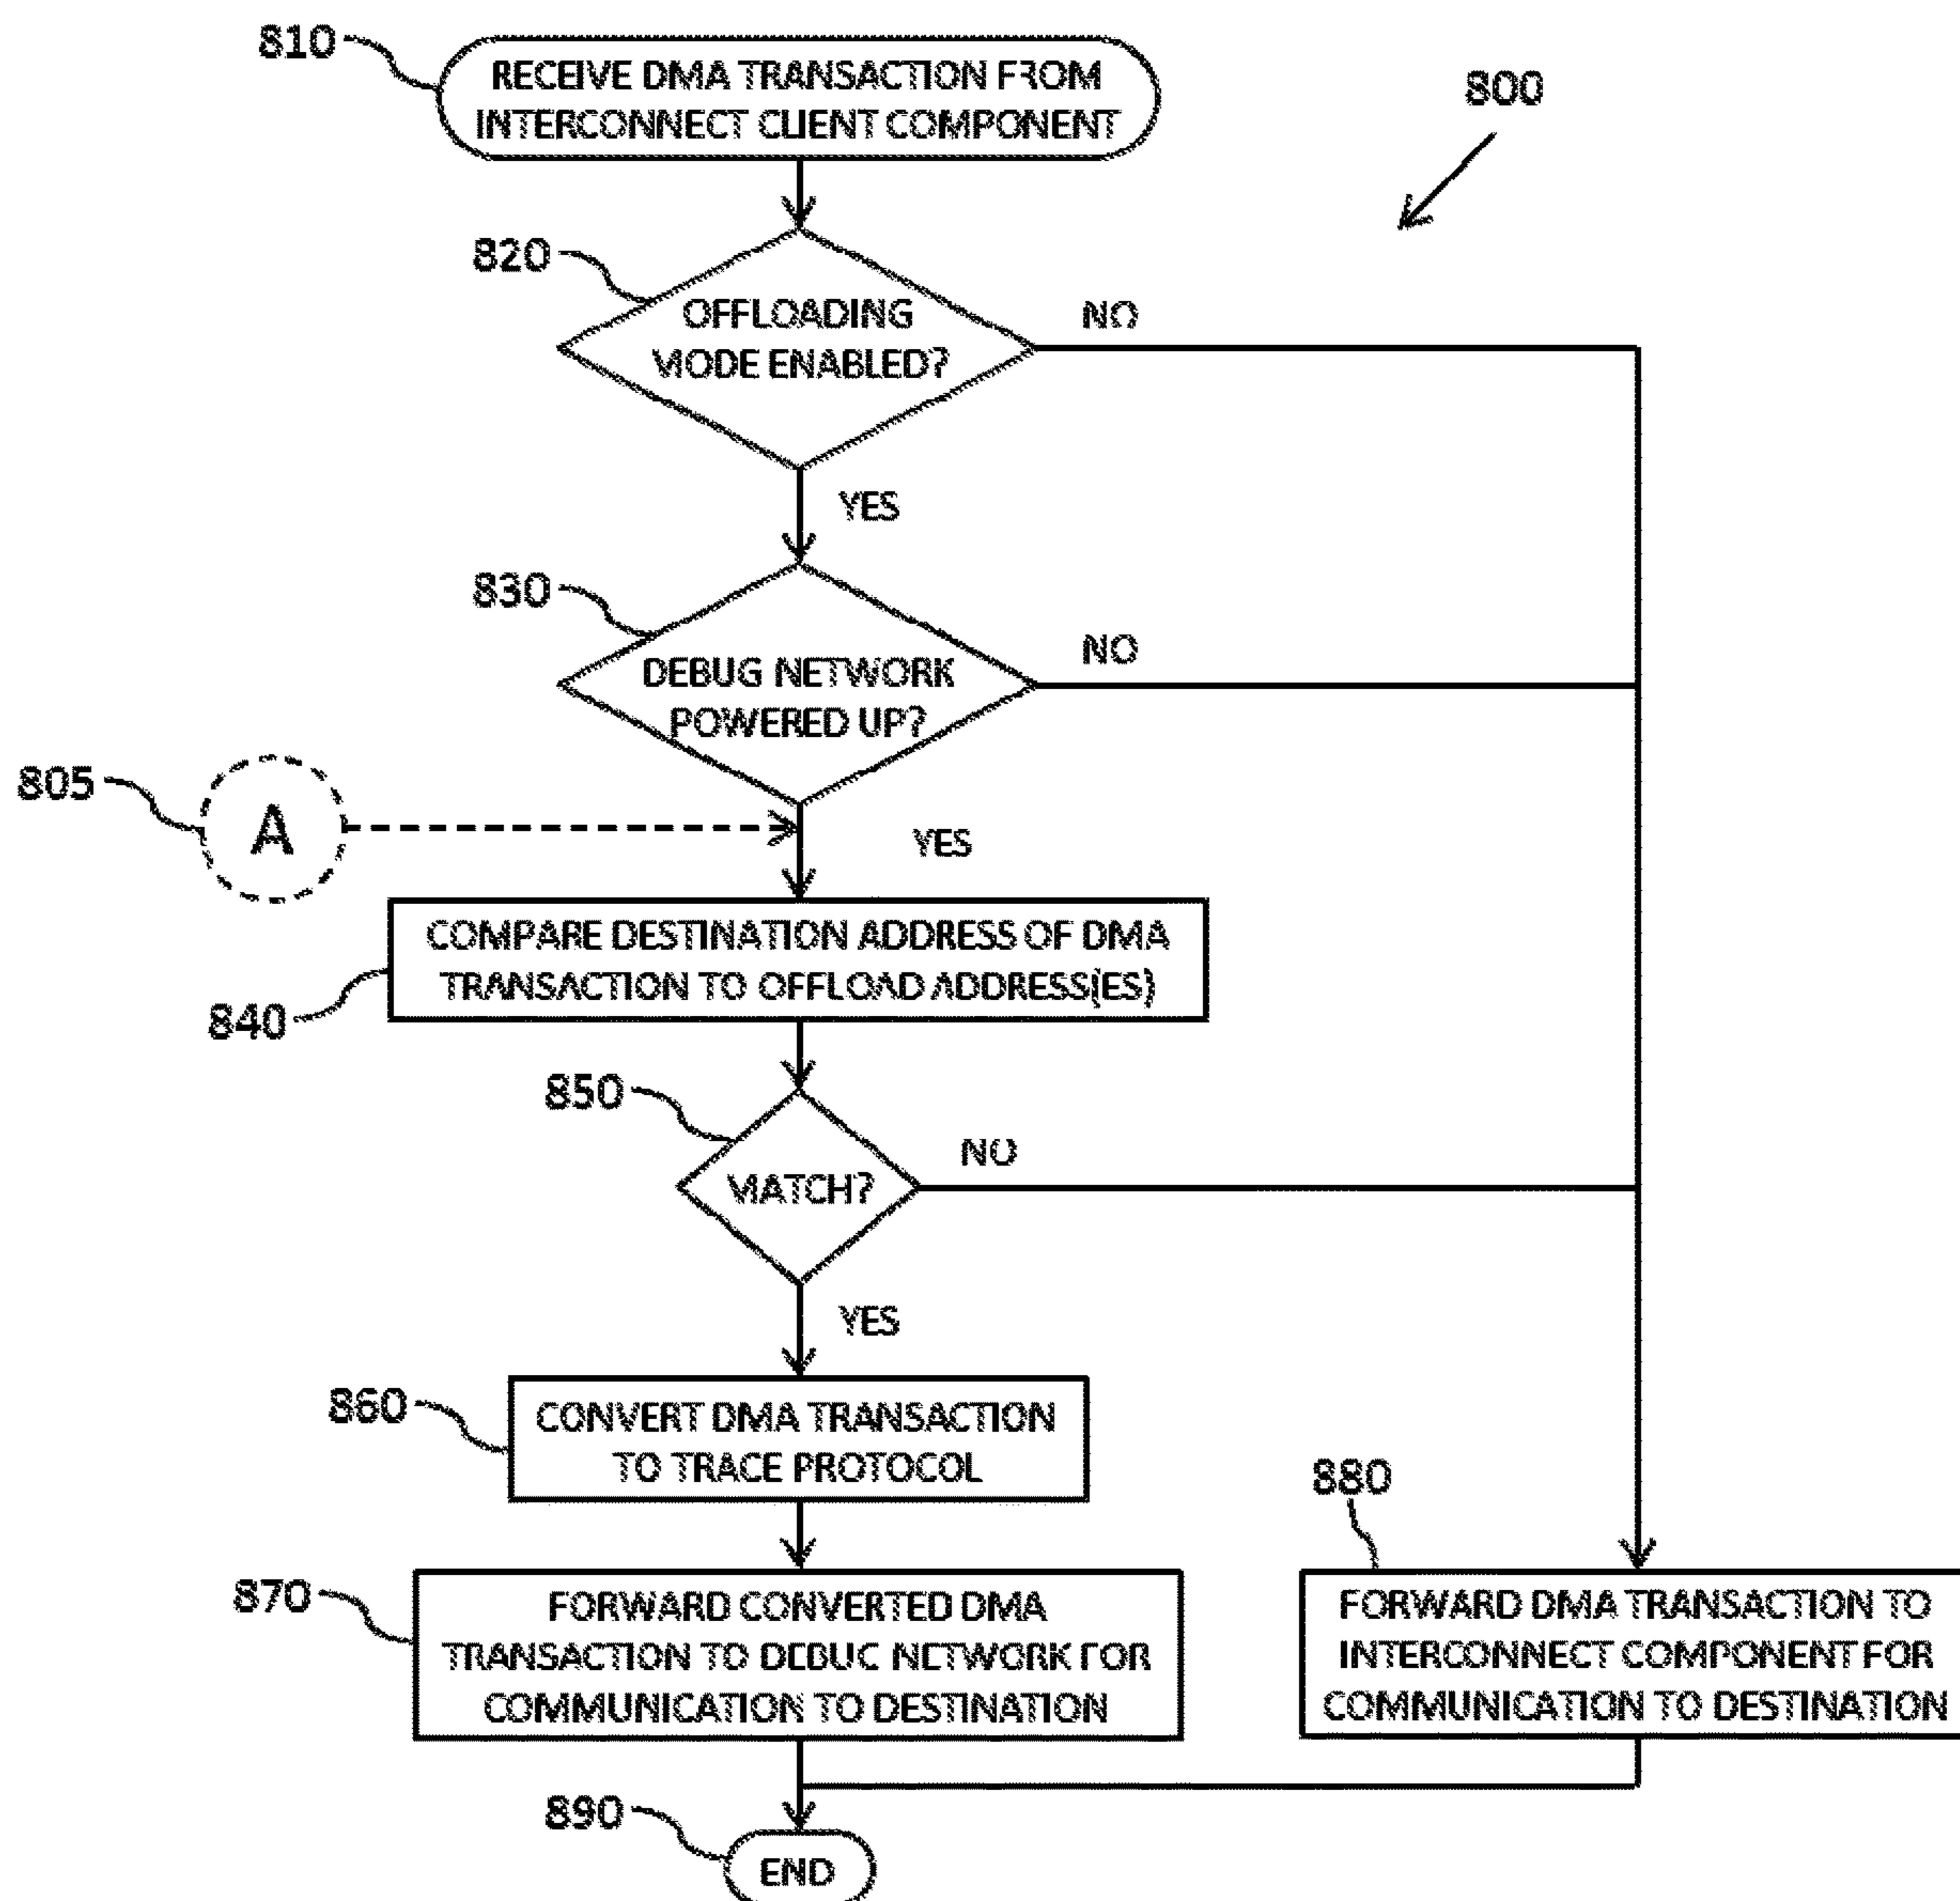 810
RECEIVE DMA TRANSACTION FROM
INTERCONNECT CLIENT COMPONENT
800
820
OFFLOADING
MODE ENABLED?
NO
YES
830
DEBUG NETWORK
POWERED UP?
NO
805
A
YES
COMPARE DESTINATION ADDRESS OF DMA
TRANSACTION TO OFFLOAD ADDRESS(ES)
840
850
MATCH?
NO
YES
860
CONVERT DMA TRANSACTION
TO TRACE PROTOCOL
880
870
FORWARD CONVERTED DMA
TRANSACTION TO DEBUG NETWORK FOR
COMMUNICATION TO DESTINATION
FORWARD DMA TRANSACTION TO
INTERCONNECT COMPONENT FOR
COMMUNICATION TO DESTINATION
890
END